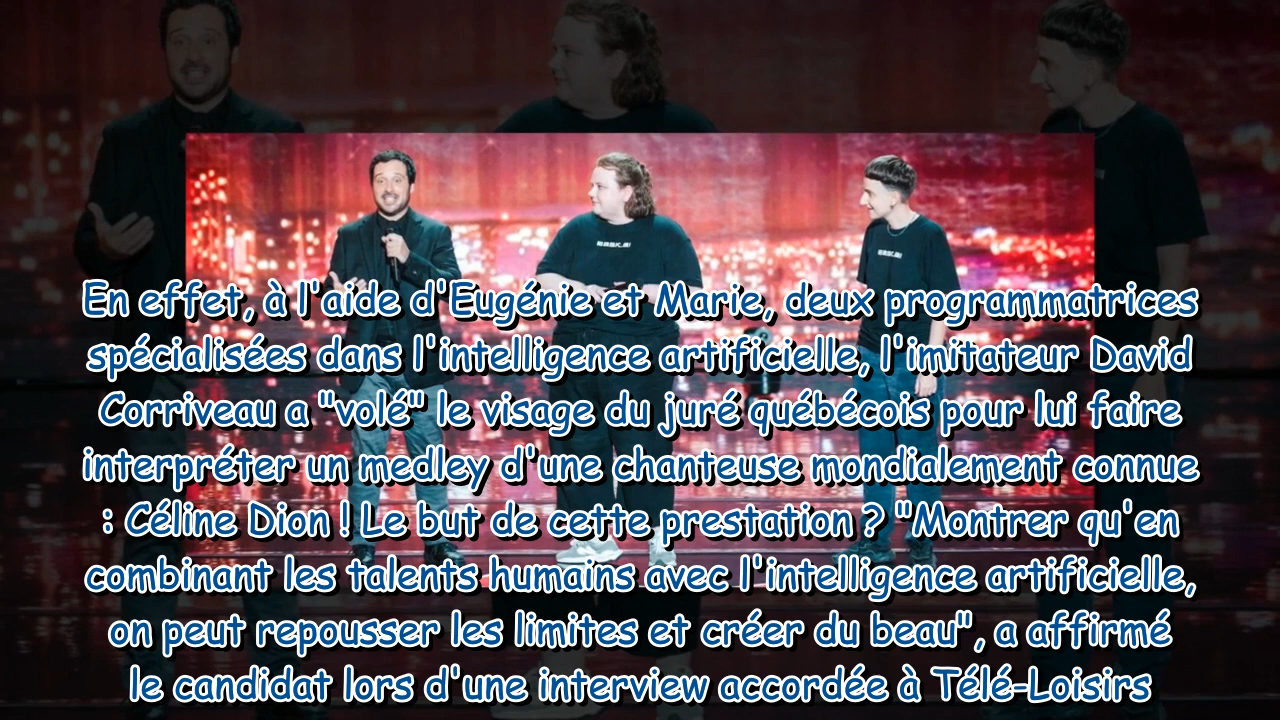 En effet, à l'aide d'Eugénie et Marie, deux programmatrices
spécialisées dans l'intelligence artificielle, l'imitateur David
Corriveau a "volé" le visage du juré québécois pour lui faire
interpréter un medley d'une chanteuse mondialement connue
: Céline Dion ! Le but de cette prestation ? "Montrer qu'en
combinant les talents humains avec l'intelligence artificielle,
on peut repousser les limites et créer du beau", a affirmé
le candidat lors d'une interview accordée à Télé-Loisirs